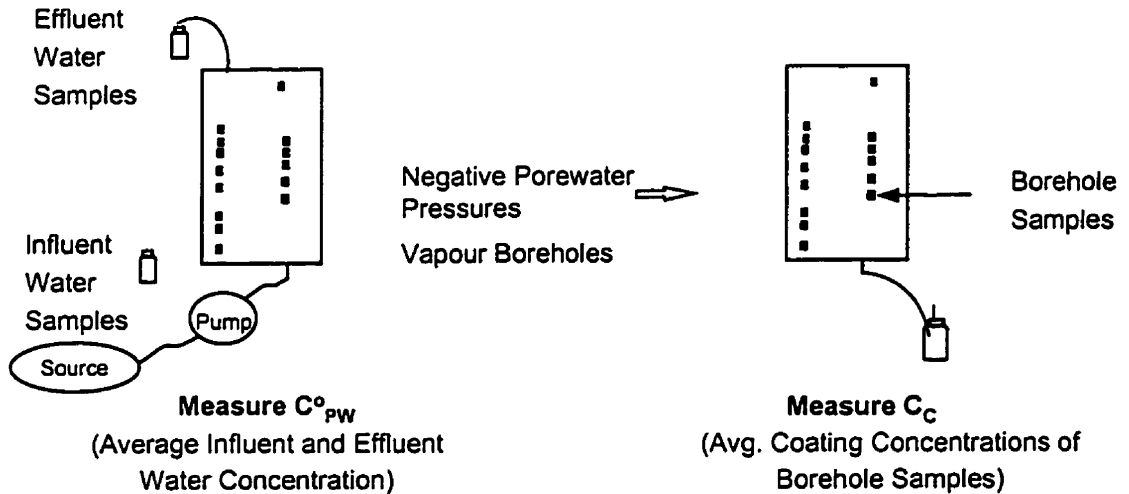 Effluent
Water
Samples
Influent
Water
Samples
Pump
Source
Negative Porewater
Pressures
Vapour Boreholes
Borehole
Samples
Measure C°PW
(Average Influent and Effluent
Water Concentration)
Measure CC
(Avg. Coating Concentrations of
Borehole Samples)